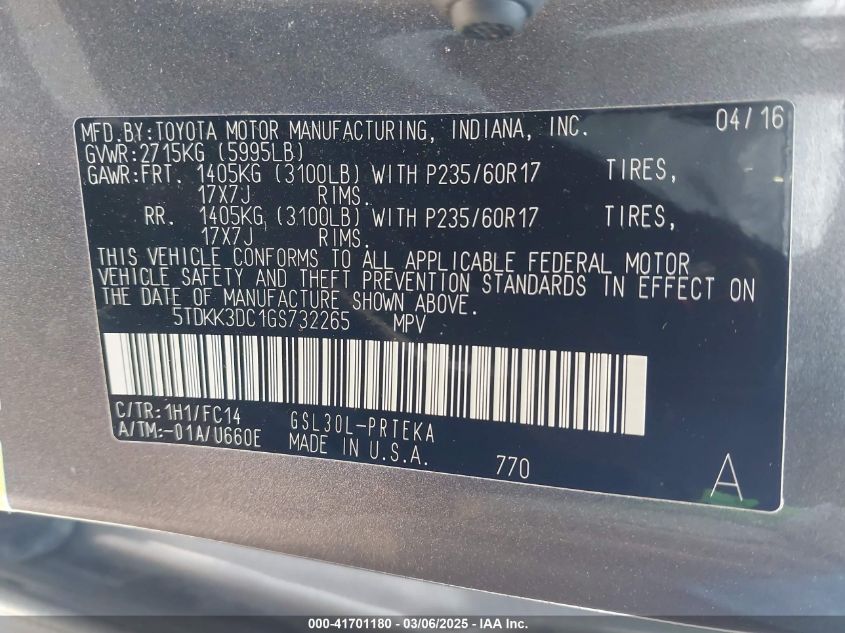 MFD.BY:TOYOTA MOTOR MANUFACTURING, INDIANA, INC. 04/16
GVWR:2715KG (5995LB)
GAWR:FRT. 1405KG (3100LB) WITH P235/60R17 TIRES,
17X7J RIMS.
RR. 1405KG (3100LB) WITH P235/60R17 TIRES,
17X7J RIMS.
THIS VEHICLE CONFORMS TO ALL APPLICABLE FEDERAL MOTOR
VEHICLE SAFETY AND THEFT PREVENTION STANDARDS IN EFFECT ON
THE DATE OF MANUFACTURE SHOWN ABOVE.
5TDKK3DC1GS732265 MPV
C/TR:1H1/FC14 GSL30L-PRTEKA
A/TM:-01A/U660E MADE IN U.S.A. 770 A
000-41701180 - 03/06/2025 - IAA Inc.